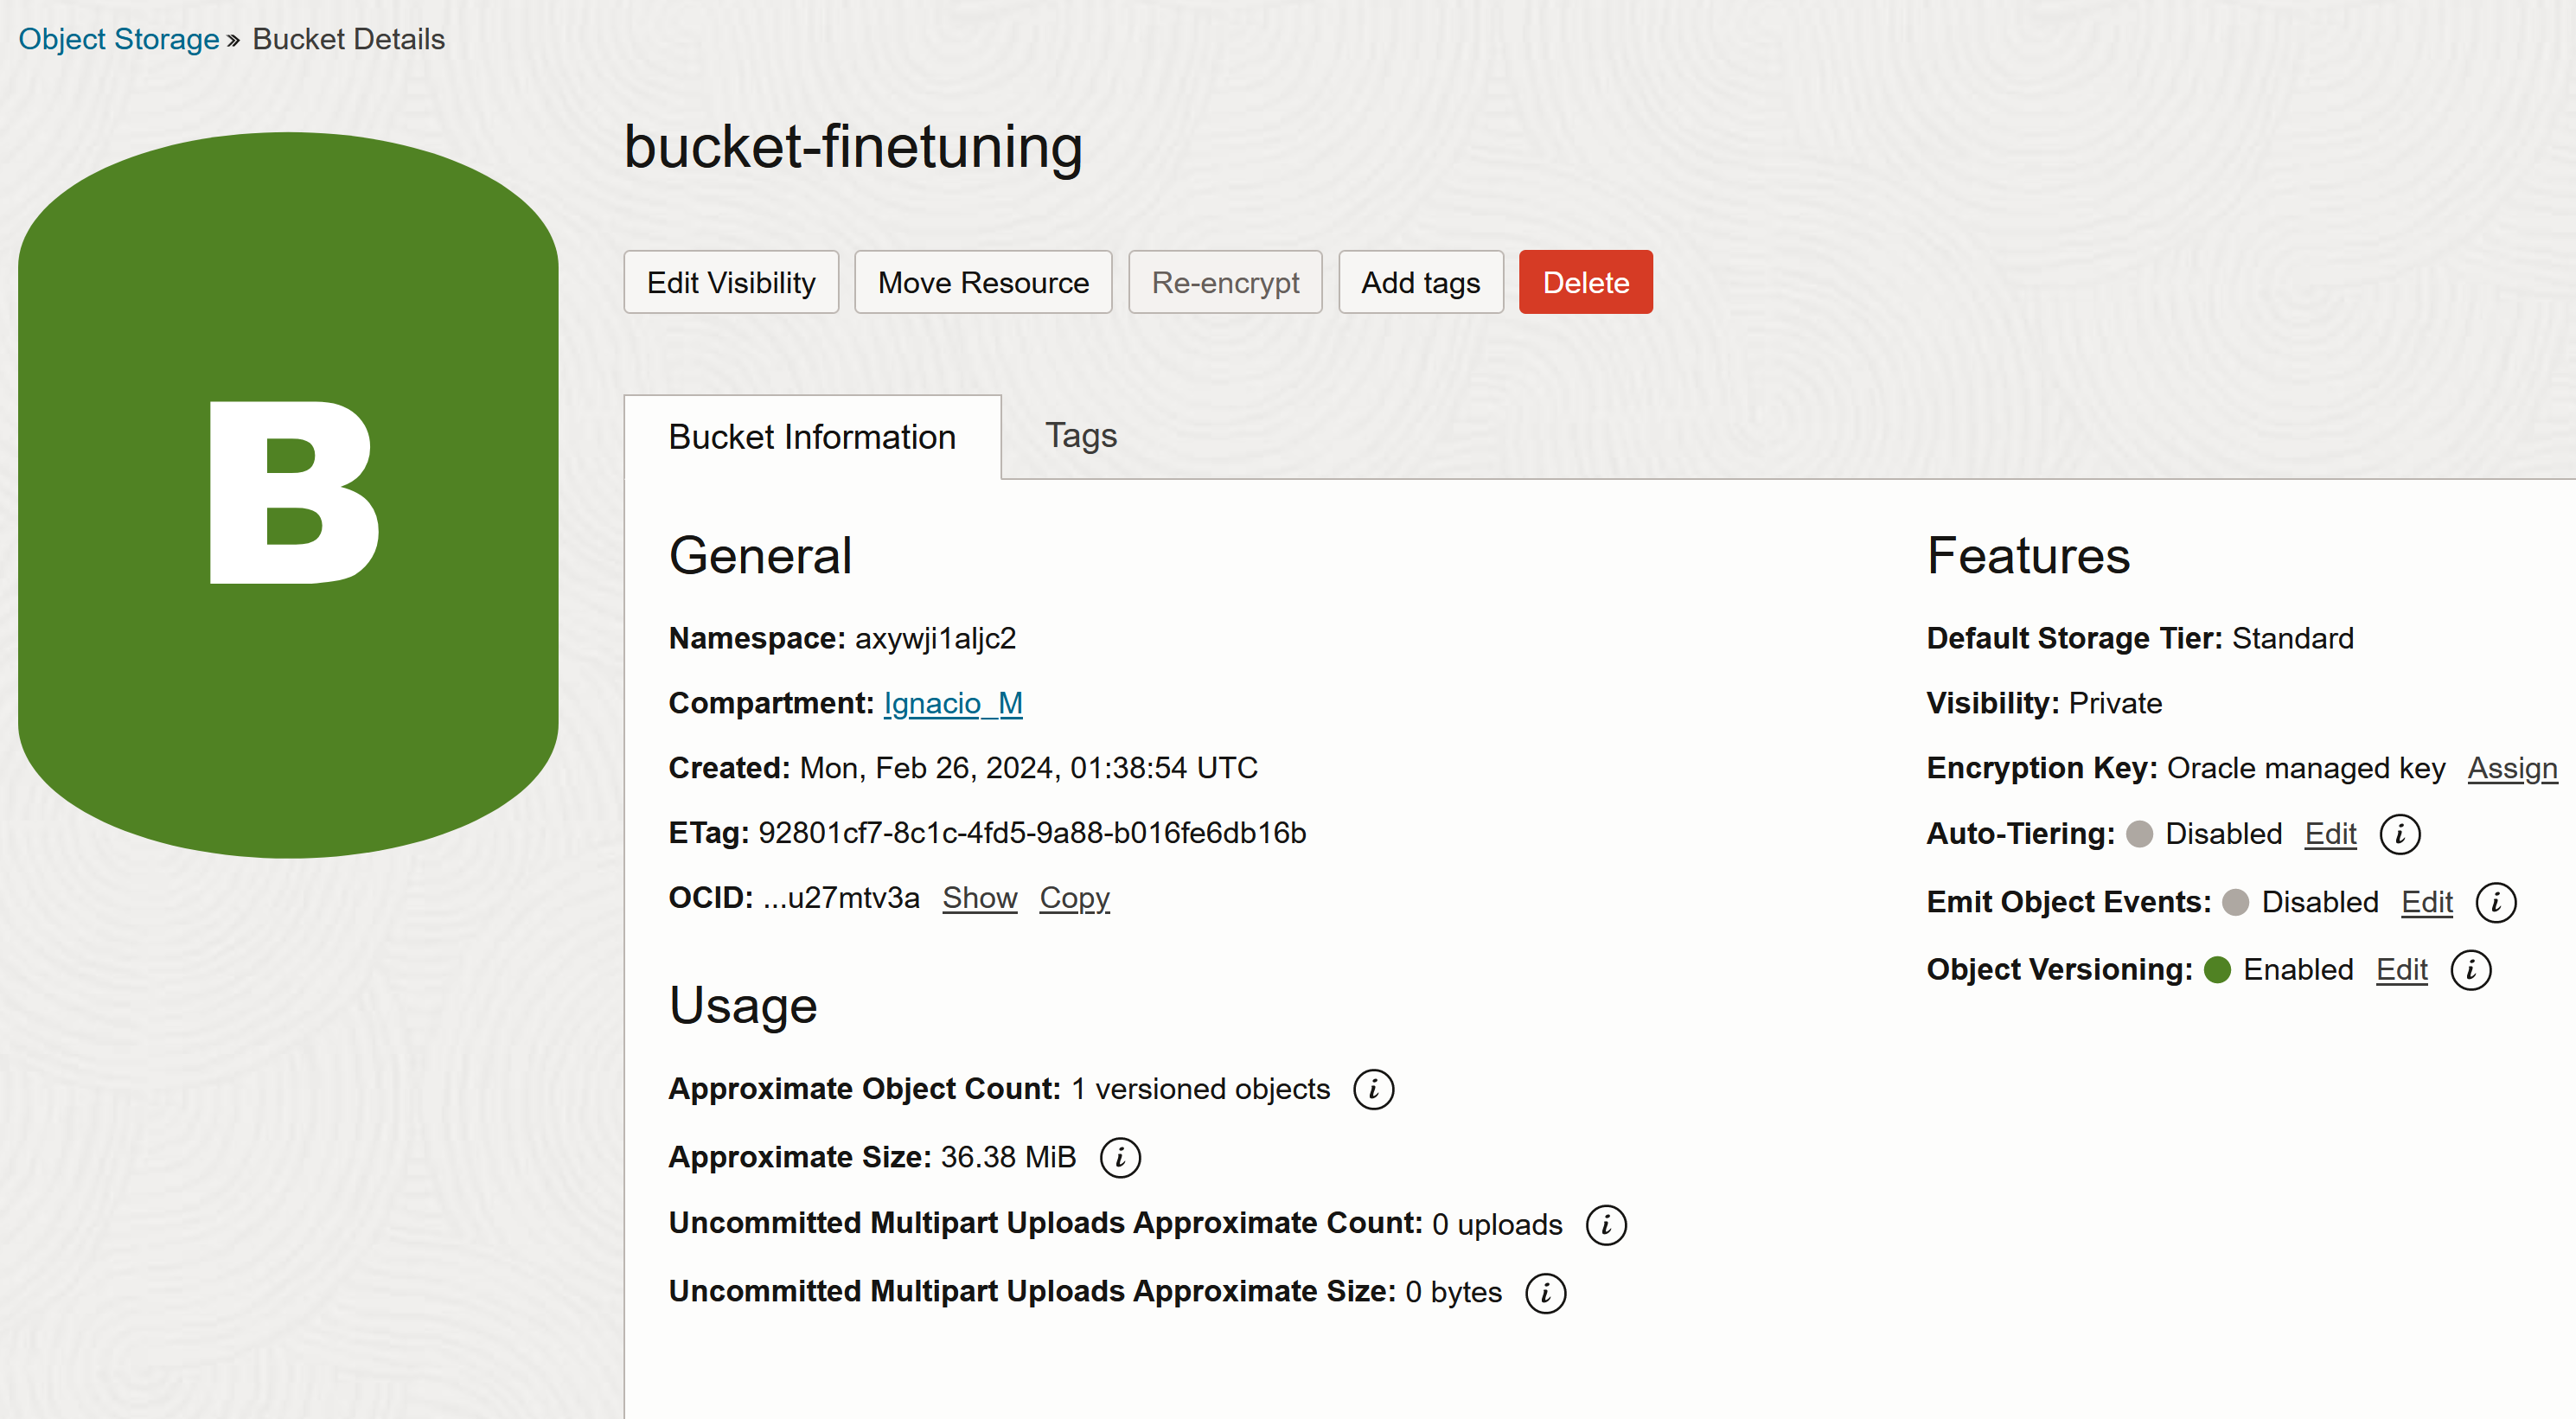 Object Storage » Bucket Details
B
bucket-finetuning
Edit Visibility Move Resource Re-encrypt Add tags Delete
Bucket Information Tags
General
Namespace: axywji1aljc2
Compartment: Ignacio_M
Created: Mon, Feb 26, 2024, 01:38:54 UTC
ETag: 92801cf7-8c1c-4fd5-9a88-b016fe6db16b
OCID: ...u27mtv3a Show Copy
Usage
Approximate Object Count: 1 versioned objects i
Approximate Size: 36.38 MiB i
Uncommitted Multipart Uploads Approximate Count: 0 uploads i
Uncommitted Multipart Uploads Approximate Size: 0 bytes i
Features
Default Storage Tier: Standard
Visibility: Private
Encryption Key: Oracle managed key Assign
Auto-Tiering: Disabled Edit i
Emit Object Events: Disabled Edit i
Object Versioning: Enabled Edit i